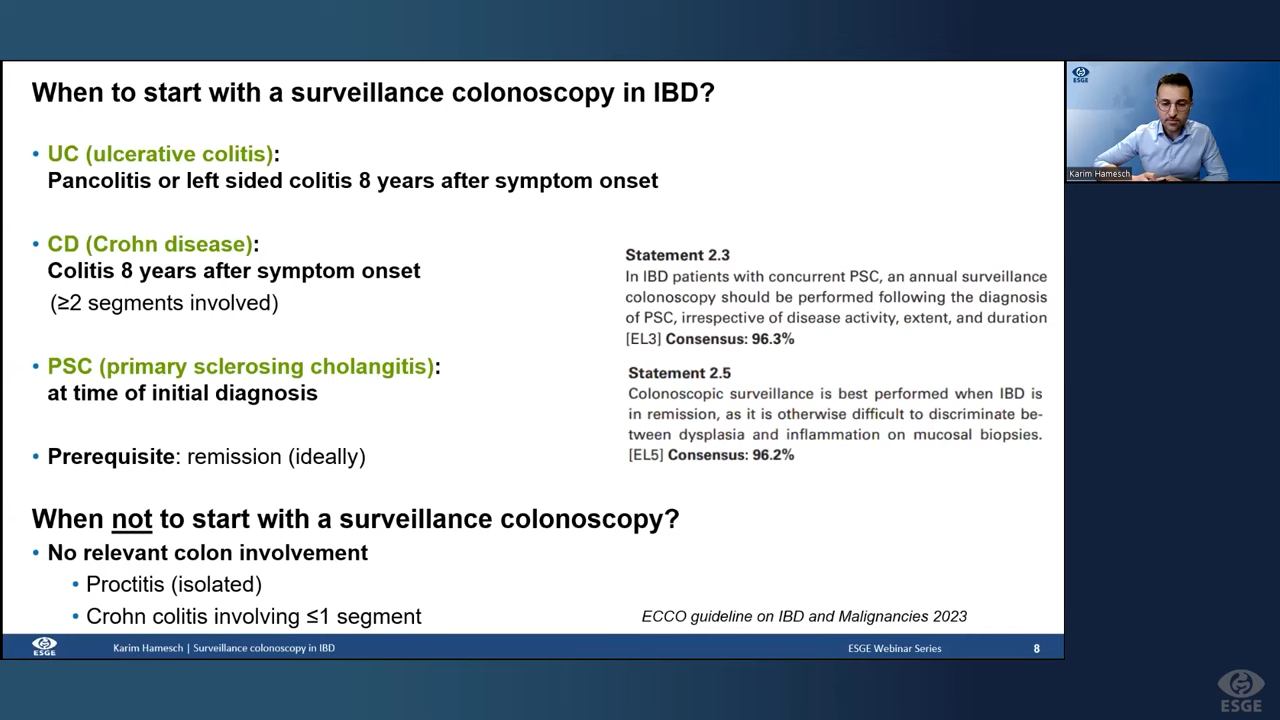 When to start with a surveillance colonoscopy in IBD?
• UC (ulcerative colitis):
Pancolitis or left sided colitis 8 years after symptom onset
• CD (Crohn disease):
Colitis 8 years after symptom onset
(≥2 segments involved)
• PSC (primary sclerosing cholangitis):
at time of initial diagnosis
• Prerequisite: remission (ideally)
Statement 2.3
In IBD patients with concurrent PSC, an annual surveillance
colonoscopy should be performed following the diagnosis
of PSC, irrespective of disease activity, extent, and duration
[EL3] Consensus: 96.3%
Statement 2.5
Colonoscopic surveillance is best performed when IBD is
in remission, as it is otherwise difficult to discriminate be-
tween dysplasia and inflammation on mucosal biopsies.
[EL5] Consensus: 96.2%
When not to start with a surveillance colonoscopy?
• No relevant colon involvement
• Proctitis (isolated)
• Crohn colitis involving ≤1 segment
ECCO guideline on IBD and Malignancies 2023
ESGE
Karim Hamesch | Surveillance colonoscopy in IBD
ESGE Webinar Series
8
ESGE
Karim Hamesch
ESGE